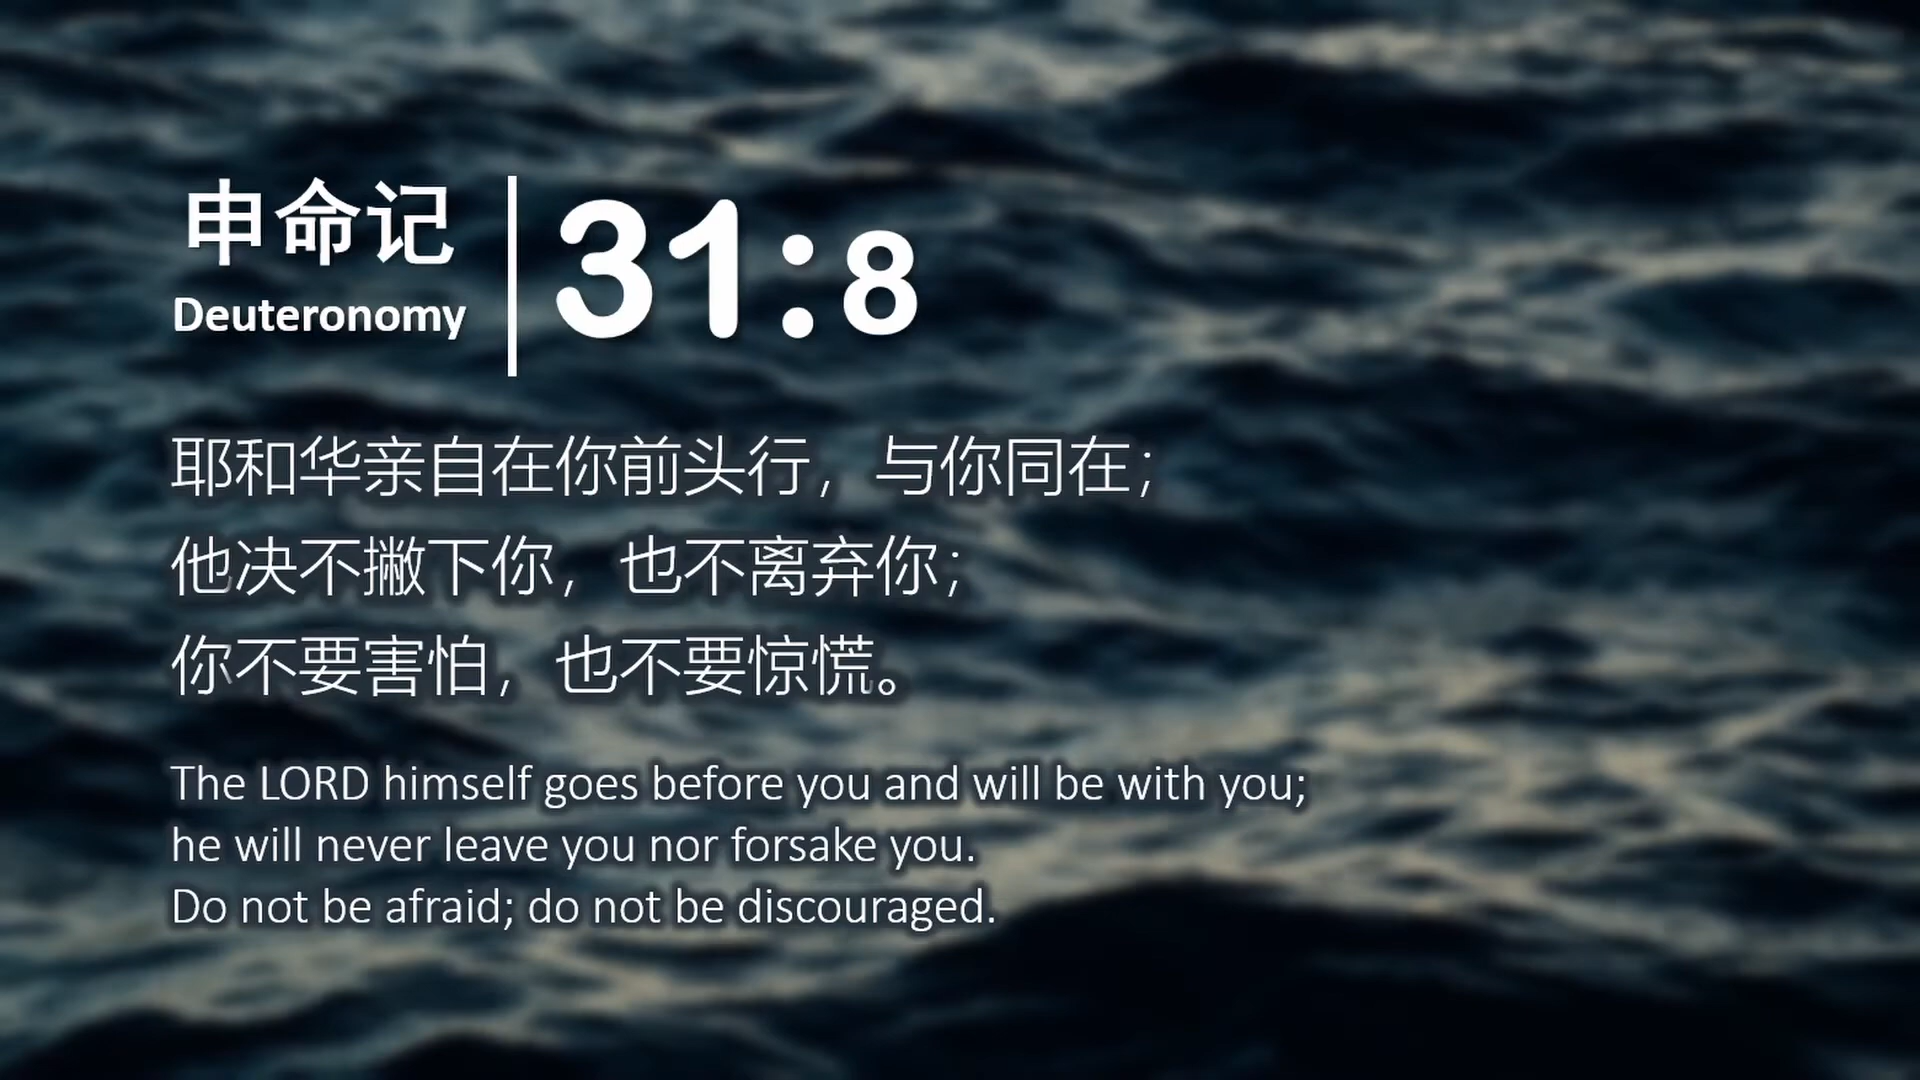 申命记
Deuteronomy
31:8
耶和华亲自在你前头行，与你同在；
他决不撇下你，也不离弃你；
你不要害怕，也不要惊慌。
The LORD himself goes before you and will be with you;
he will never leave you nor forsake you.
Do not be afraid; do not be discouraged.